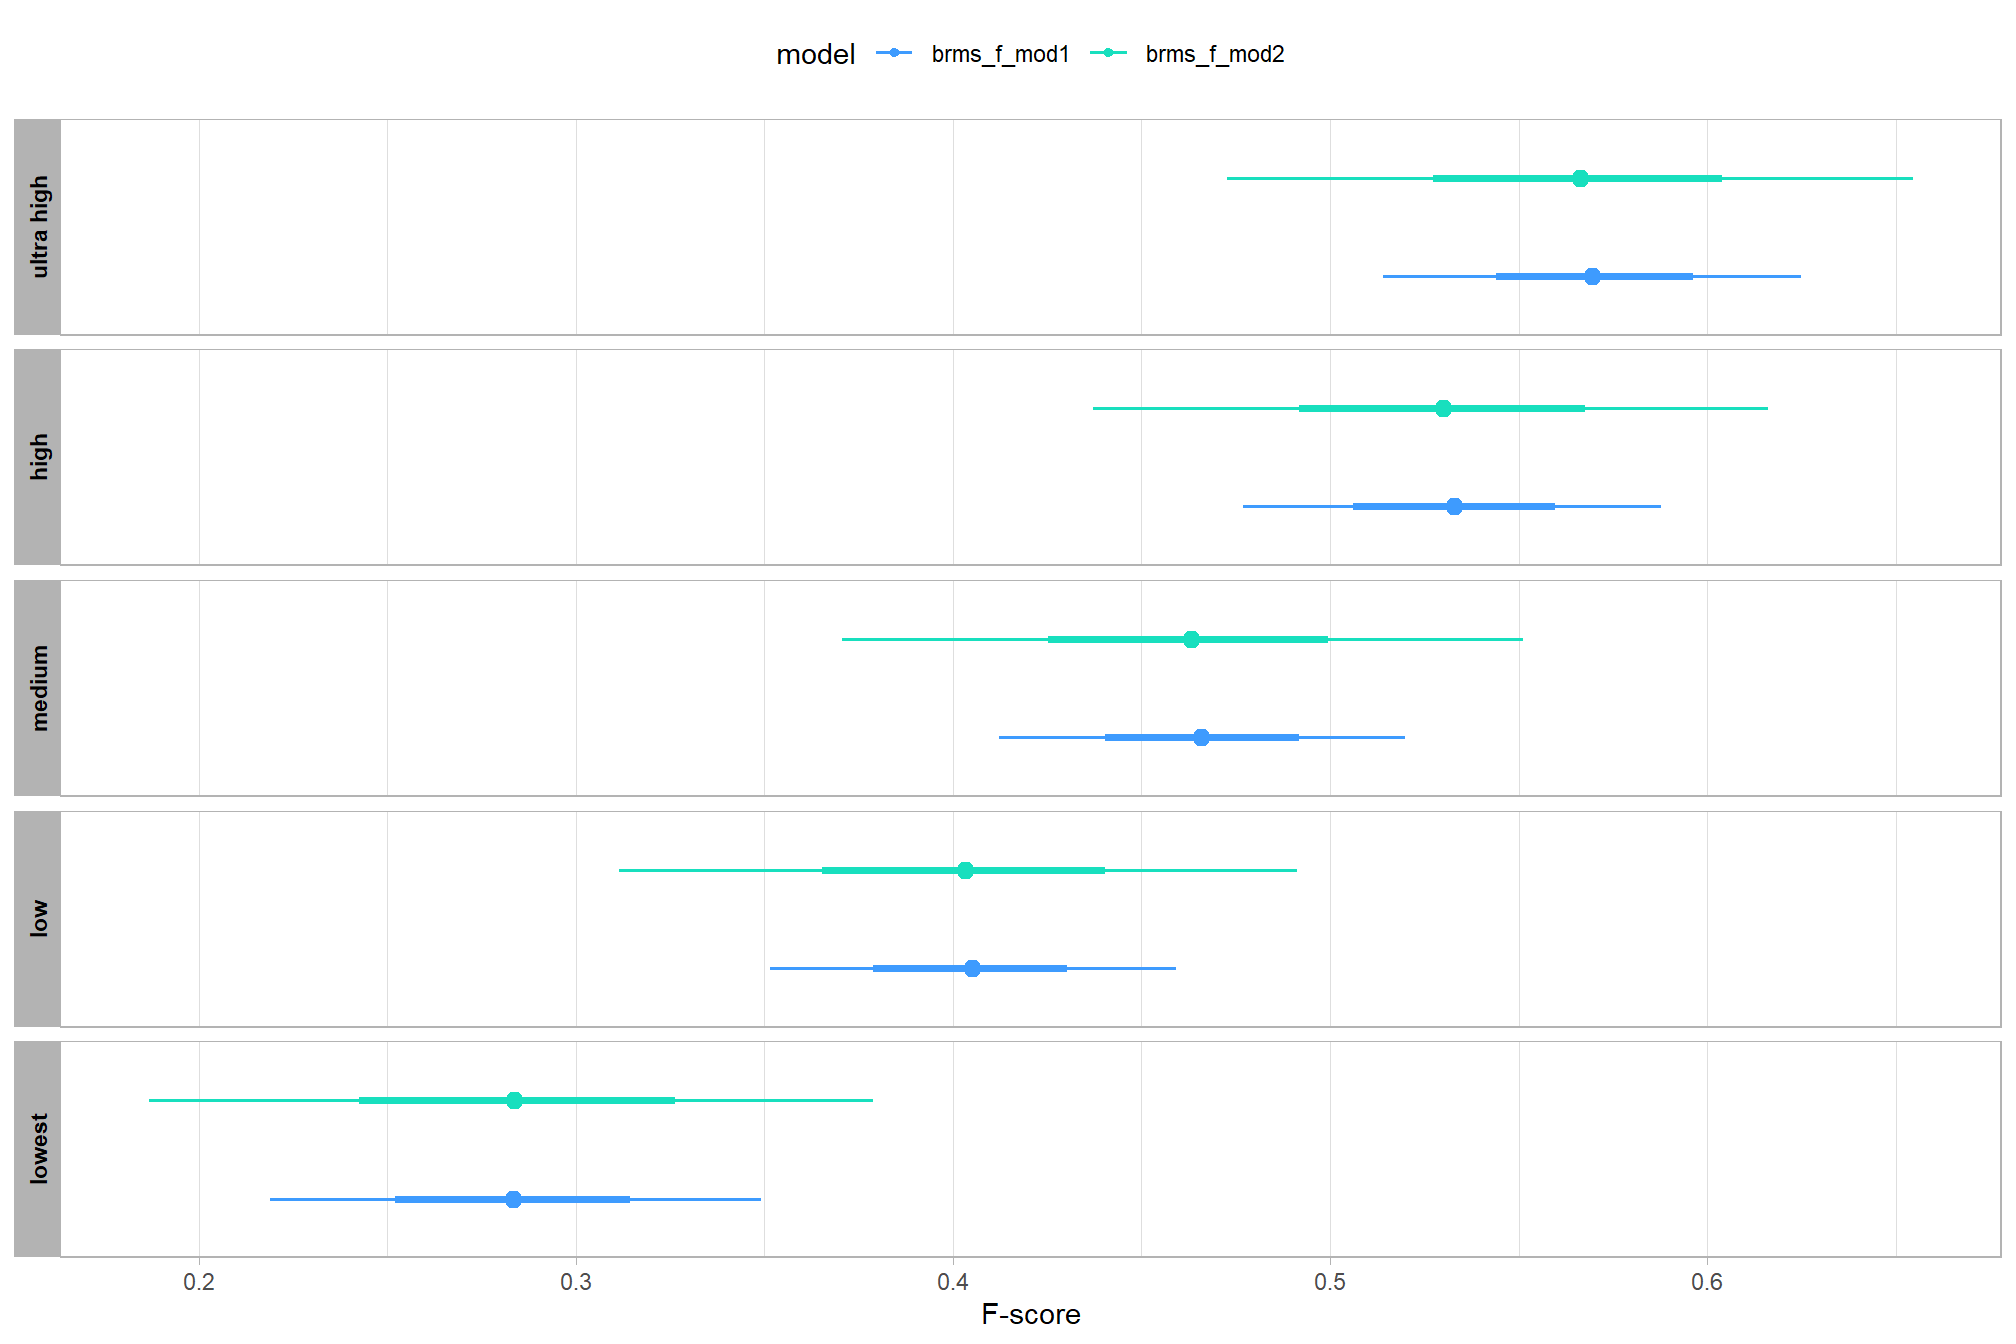 model brms_f_mod1 brms_f_mod2
ultra high
high
medium
low
lowest
0.2 0.3 0.4 0.5 0.6
F-score